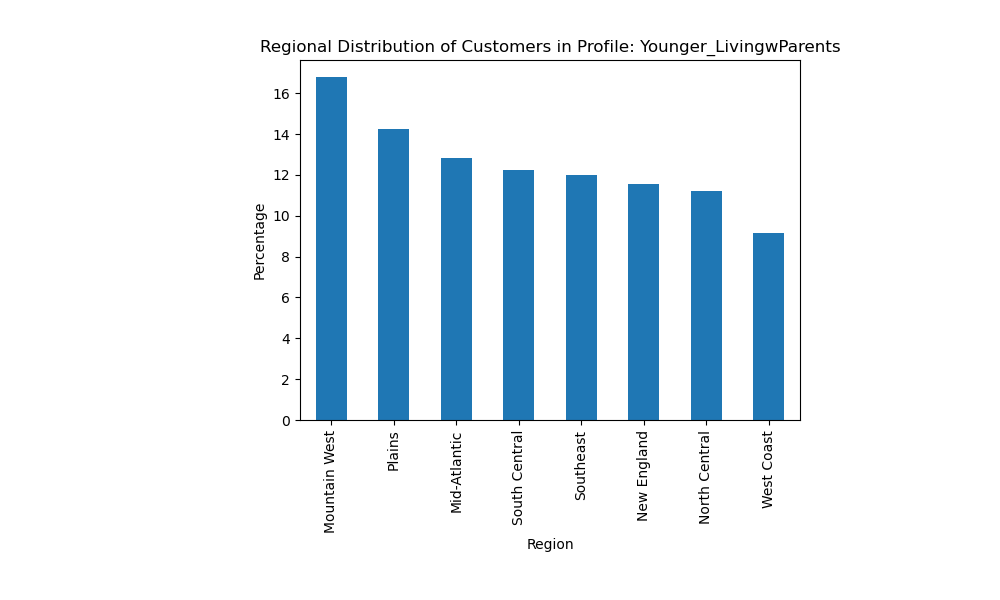 Regional Distribution of Customers in Profile: Younger_LivingwParents
Percentage
16
14
12
10
8
6
4
2
0
Mountain West
Plains
Mid-Atlantic
South Central
Southeast
New England
North Central
West Coast
Region